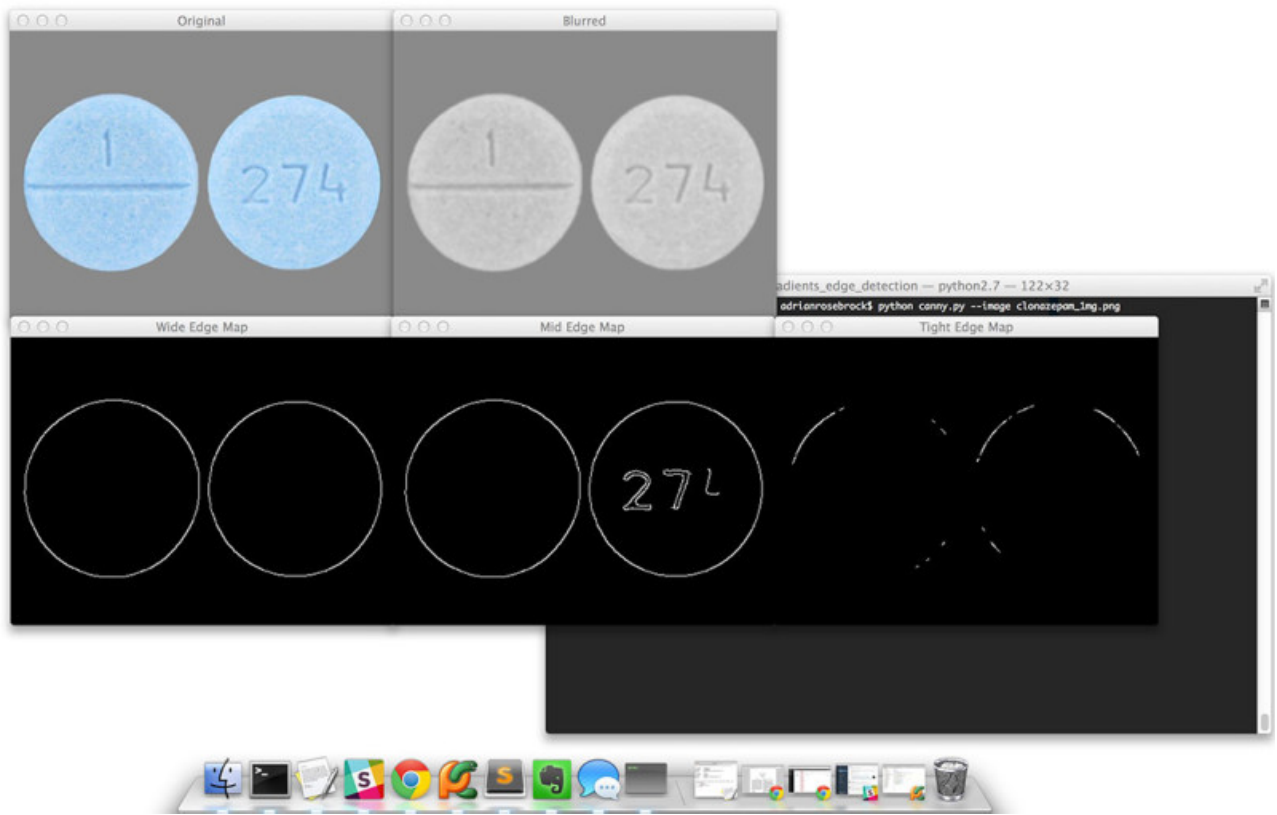 Original
Blurred
1
274
1
274
adients_edge_detection — python2.7 — 122×32
adrianrosebrock$ python canny.py --image clonazepam_1mg.png
Wide Edge Map
Mid Edge Map
Tight Edge Map
27